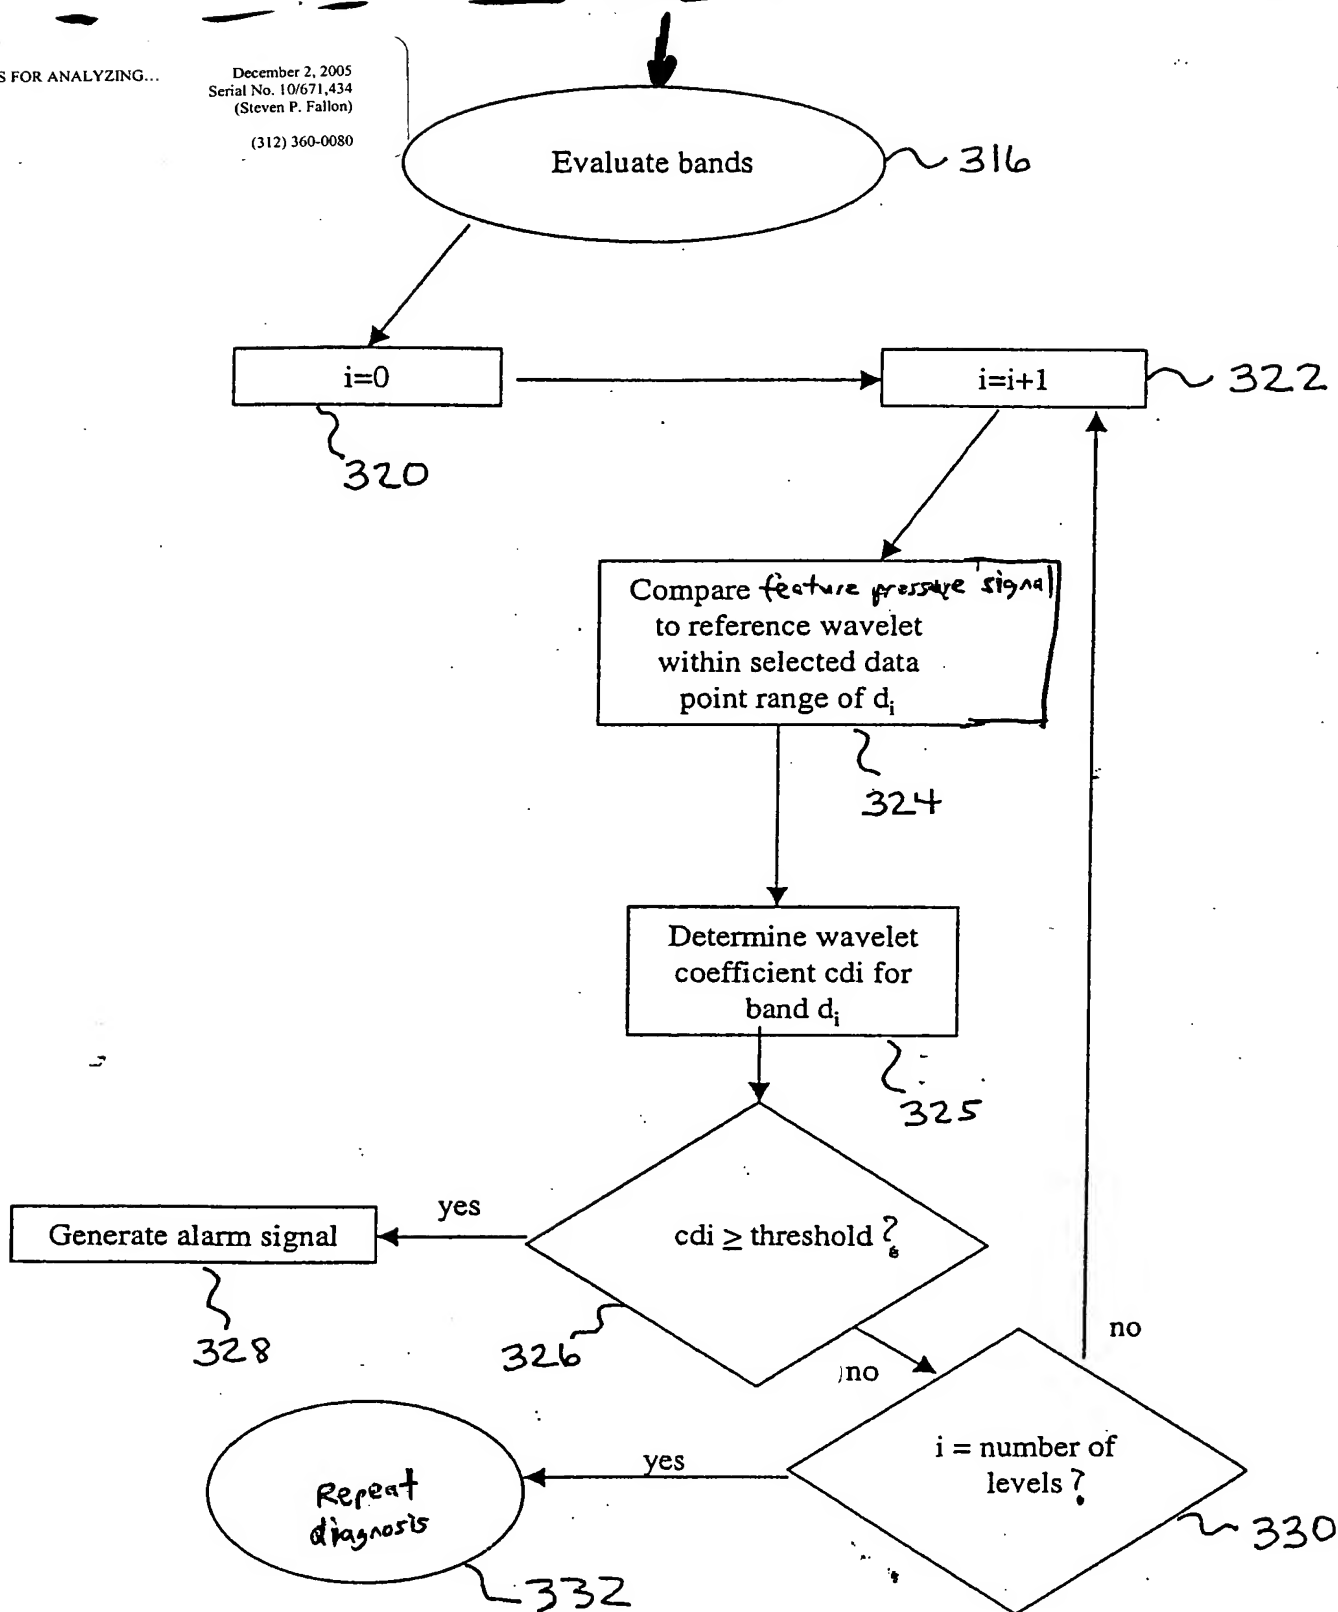 S FOR ANALYZING...
December 2, 2005
Serial No. 10/671,434
(Steven P. Fallon)
(312) 360-0080
Evaluate bands
316
i=0
320
i=i+1
322
Compare feature pressure signal
to reference wavelet
within selected data
point range of di
324
Determine wavelet
coefficient cdi for
band di
325
cdi ≥ threshold ?
326
yes
Generate alarm signal
328
no
i = number of
levels ?
330
no
yes
Repeat
diagnosis
332